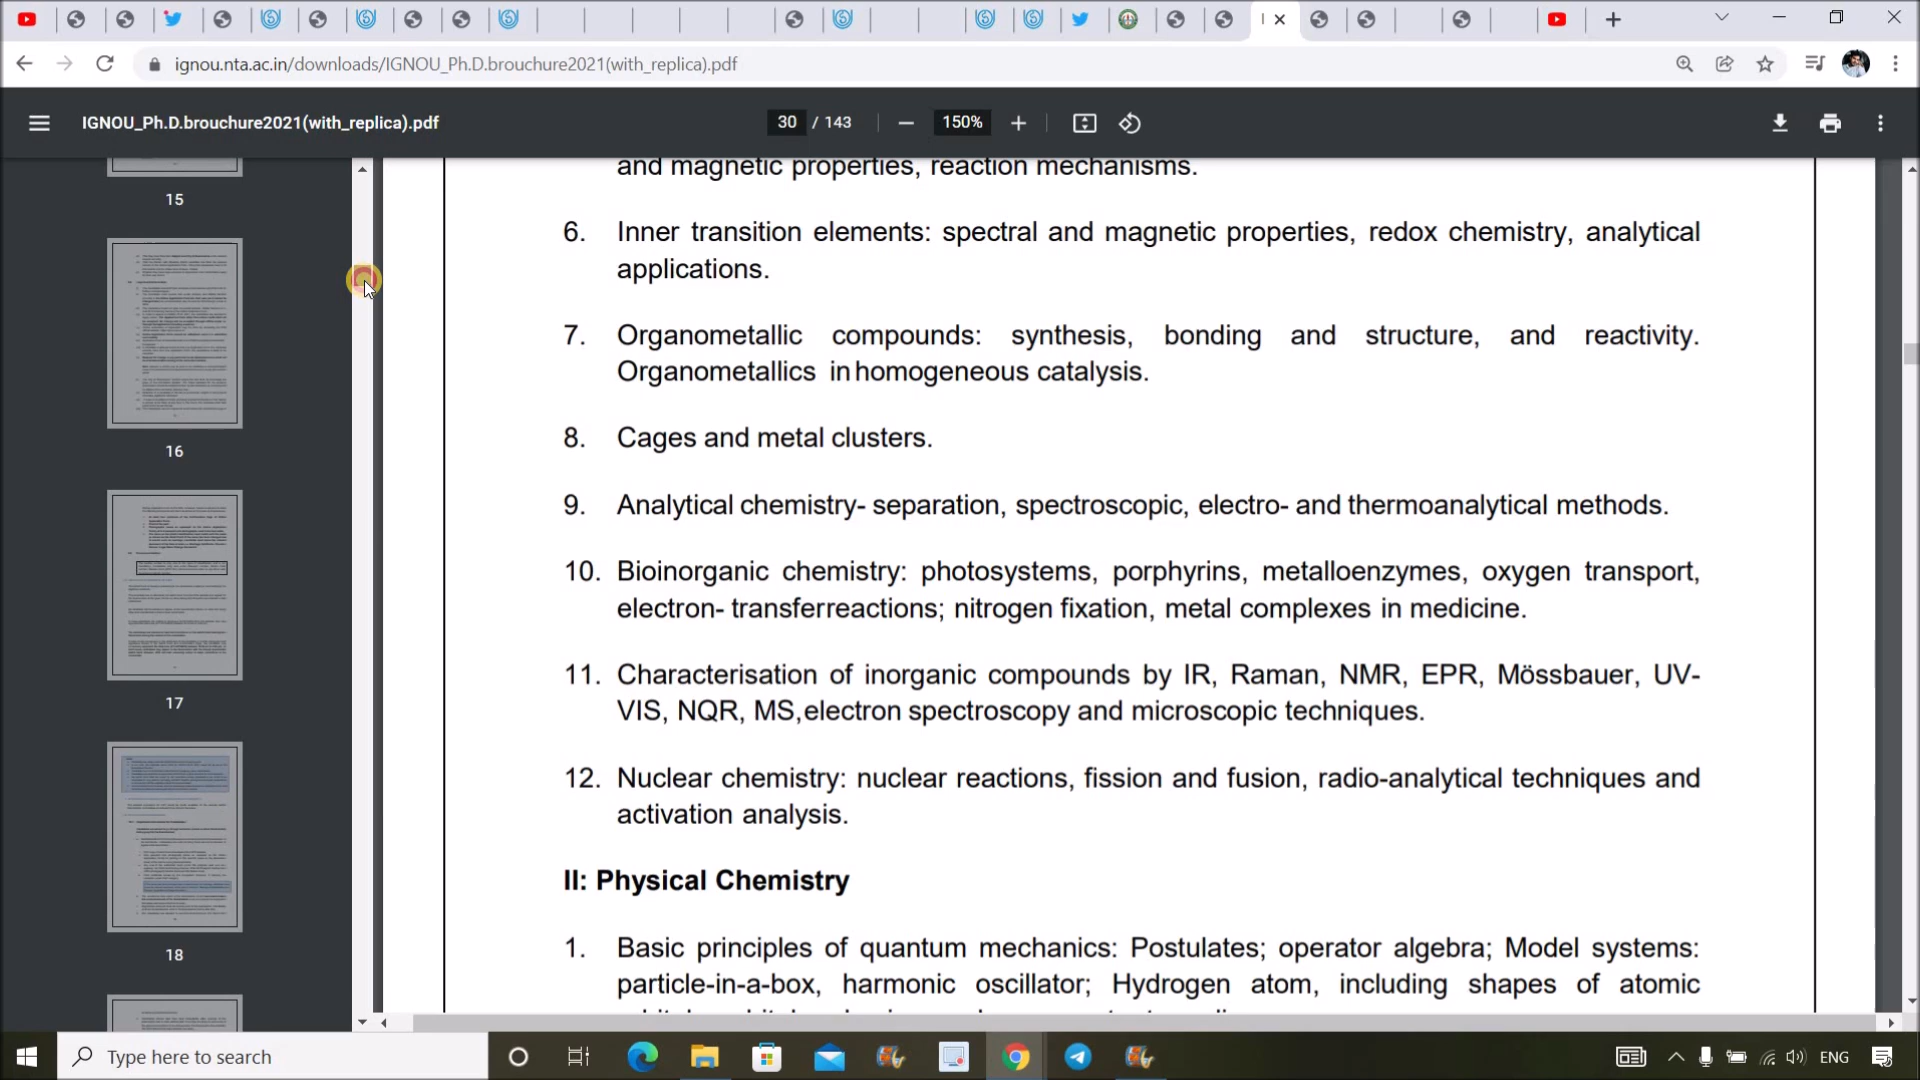 ignou.nta.ac.in/downloads/IGNOU_Ph.D.brouchure2021(with_replica).pdf
IGNOU_Ph.D.brouchure2021(with_replica).pdf
30 / 143
150%
15
16
17
18
and magnetic properties, reaction mechanisms.
6. Inner transition elements: spectral and magnetic properties, redox chemistry, analytical
applications.
7. Organometallic compounds: synthesis, bonding and structure, and reactivity.
Organometallics in homogeneous catalysis.
8. Cages and metal clusters.
9. Analytical chemistry- separation, spectroscopic, electro- and thermoanalytical methods.
10. Bioinorganic chemistry: photosystems, porphyrins, metalloenzymes, oxygen transport,
electron- transferreactions; nitrogen fixation, metal complexes in medicine.
11. Characterisation of inorganic compounds by IR, Raman, NMR, EPR, Mössbauer, UV-
VIS, NQR, MS,electron spectroscopy and microscopic techniques.
12. Nuclear chemistry: nuclear reactions, fission and fusion, radio-analytical techniques and
activation analysis.
II: Physical Chemistry
1. Basic principles of quantum mechanics: Postulates; operator algebra; Model systems:
particle-in-a-box, harmonic oscillator; Hydrogen atom, including shapes of atomic
Type here to search
ENG